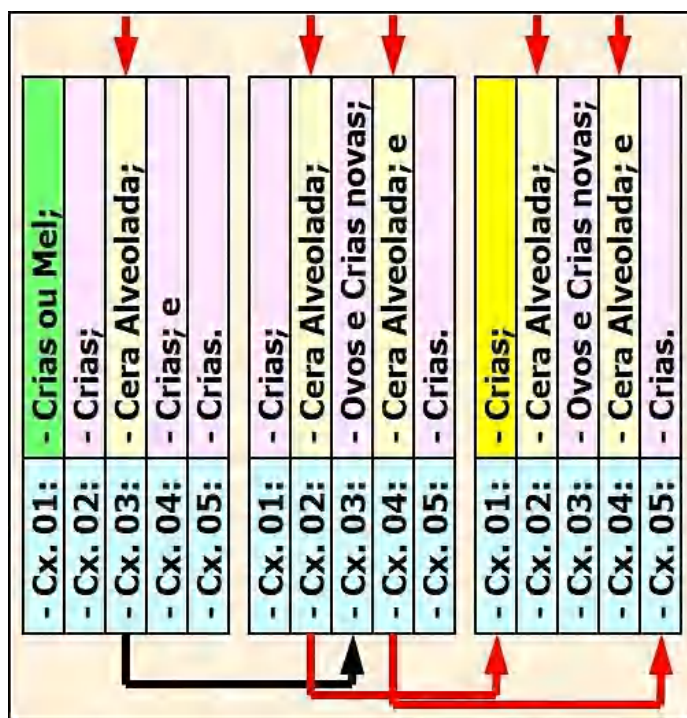 - Cx. 01: - Crias ou Mel;
- Cx. 02: - Crias;
- Cx. 03: - Cera Alveolada;
- Cx. 04: - Crias; e
- Cx. 05: - Crias.
- Cx. 01: - Crias;
- Cx. 02: - Cera Alveolada;
- Cx. 03: - Ovos e Crias novas;
- Cx. 04: - Cera Alveolada; e
- Cx. 05: - Crias.
- Cx. 01: - Crias;
- Cx. 02: - Cera Alveolada;
- Cx. 03: - Ovos e Crias novas;
- Cx. 04: - Cera Alveolada; e
- Cx. 05: - Crias.